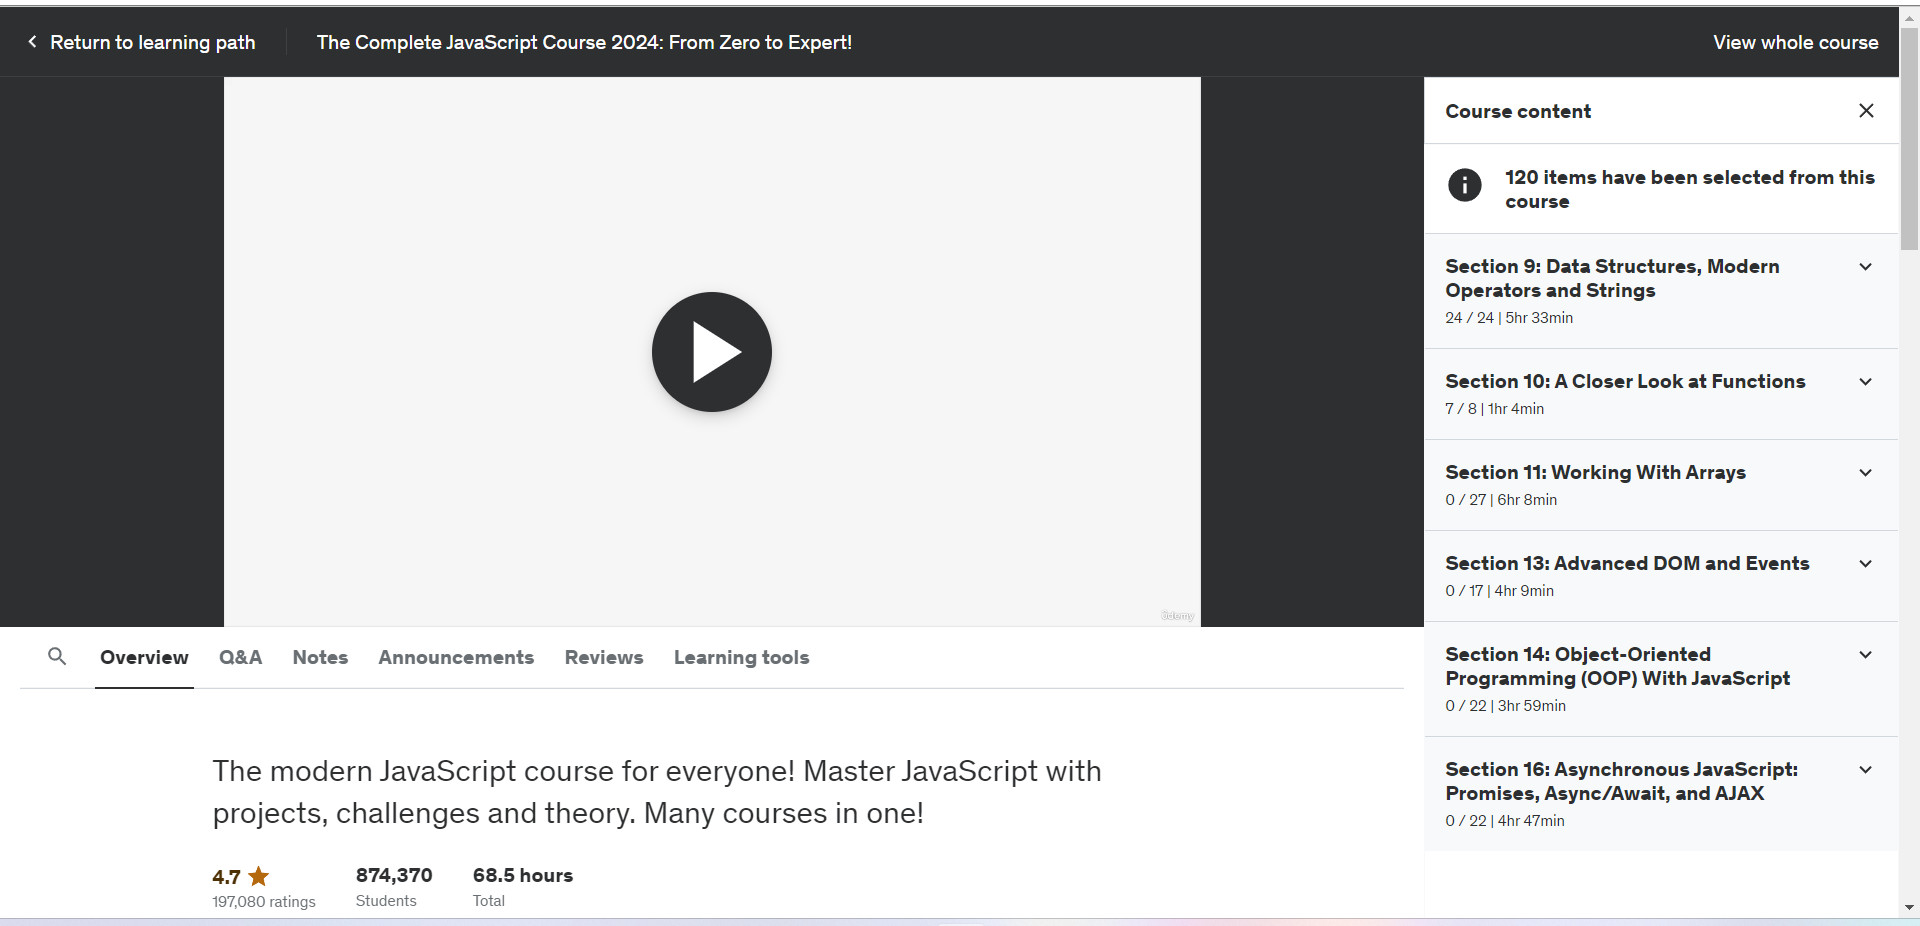 Return to learning path
The Complete JavaScript Course 2024: From Zero to Expert!
View whole course
Course content
120 items have been selected from this
course
Section 9: Data Structures, Modern
Operators and Strings
24 / 24 | 5hr 33min
Section 10: A Closer Look at Functions
7 / 8 | 1hr 4min
Section 11: Working With Arrays
0 / 27 | 6hr 8min
Section 13: Advanced DOM and Events
0 / 17 | 4hr 9min
Section 14: Object-Oriented
Programming (OOP) With JavaScript
0 / 22 | 3hr 59min
Section 16: Asynchronous JavaScript:
Promises, Async/Await, and AJAX
0 / 22 | 4hr 47min
ûdemy
Overview
Q&A
Notes
Announcements
Reviews
Learning tools
The modern JavaScript course for everyone! Master JavaScript with
projects, challenges and theory. Many courses in one!
4.7
197,080 ratings
874,370
Students
68.5 hours
Total